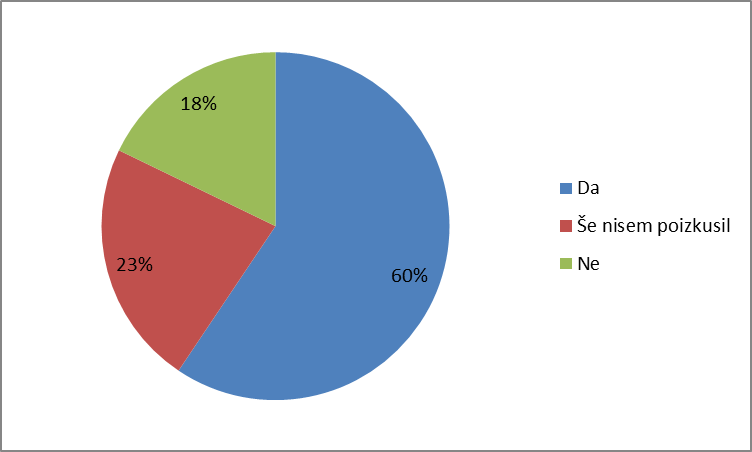 18%
23%
60%
Da
Še nisem poizkusil
Ne